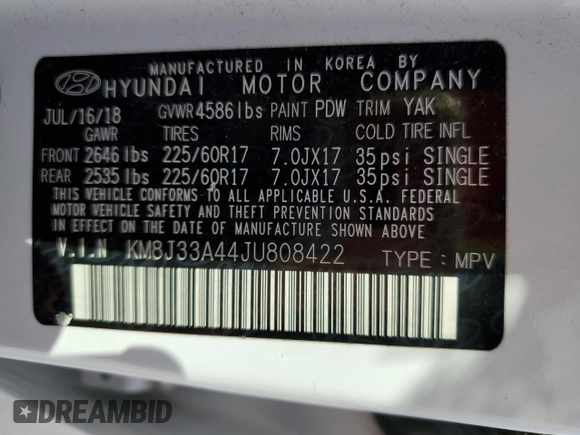 MANUFACTURED IN KOREA BY
HYUNDAI MOTOR COMPANY
JUL/16/18 GVWR 4586lbs PAINT PDW TRIM YAK
GAWR TIRES RIMS COLD TIRE INFL
FRONT 2646 lbs 225/60R17 7.0JX17 35psi SINGLE
REAR 2535 lbs 225/60R17 7.0JX17 35psi SINGLE
THIS VEHICLE CONFORMS TO ALL APPLICABLE U.S.A. FEDERAL
MOTOR VEHICLE SAFETY AND THEFT PREVENTION STANDARDS
IN EFFECT ON THE DATE OF MANUFACTURE SHOWN ABOVE.
V.I.N KM8J33A44JU808422 TYPE : MPV
DREAMBID